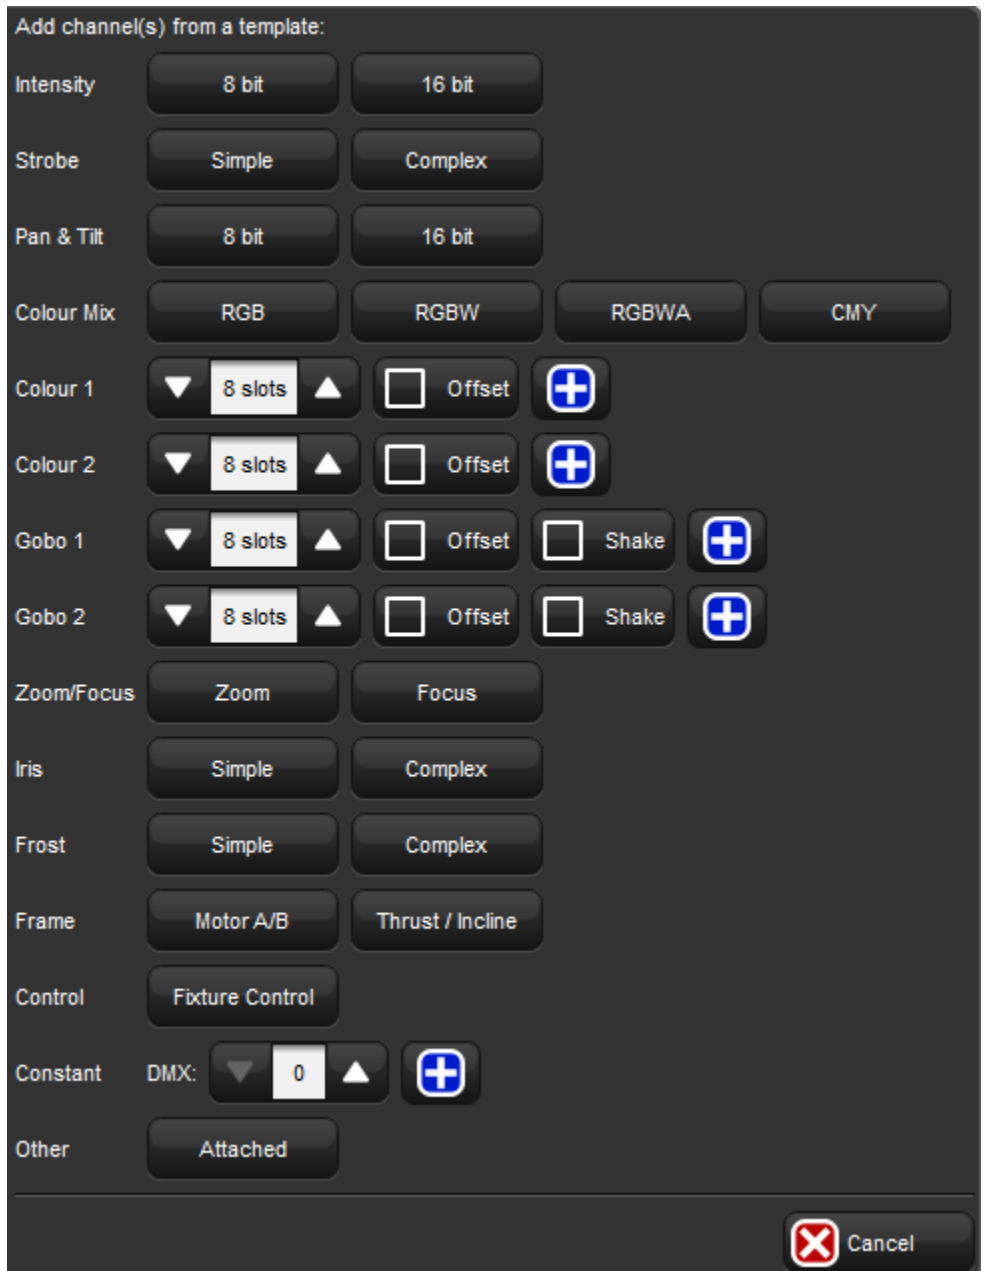 Add channel(s) from a template:
Intensity 8 bit 16 bit
Strobe Simple Complex
Pan & Tilt 8 bit 16 bit
Colour Mix RGB RGBW RGBWA CMY
Colour 1 8 slots Offset
Colour 2 8 slots Offset
Gobo 1 8 slots Offset Shake
Gobo 2 8 slots Offset Shake
Zoom/Focus Zoom Focus
Iris Simple Complex
Frost Simple Complex
Frame Motor A/B Thrust / Incline
Control Fixture Control
Constant DMX: 0
Other Attached
Cancel